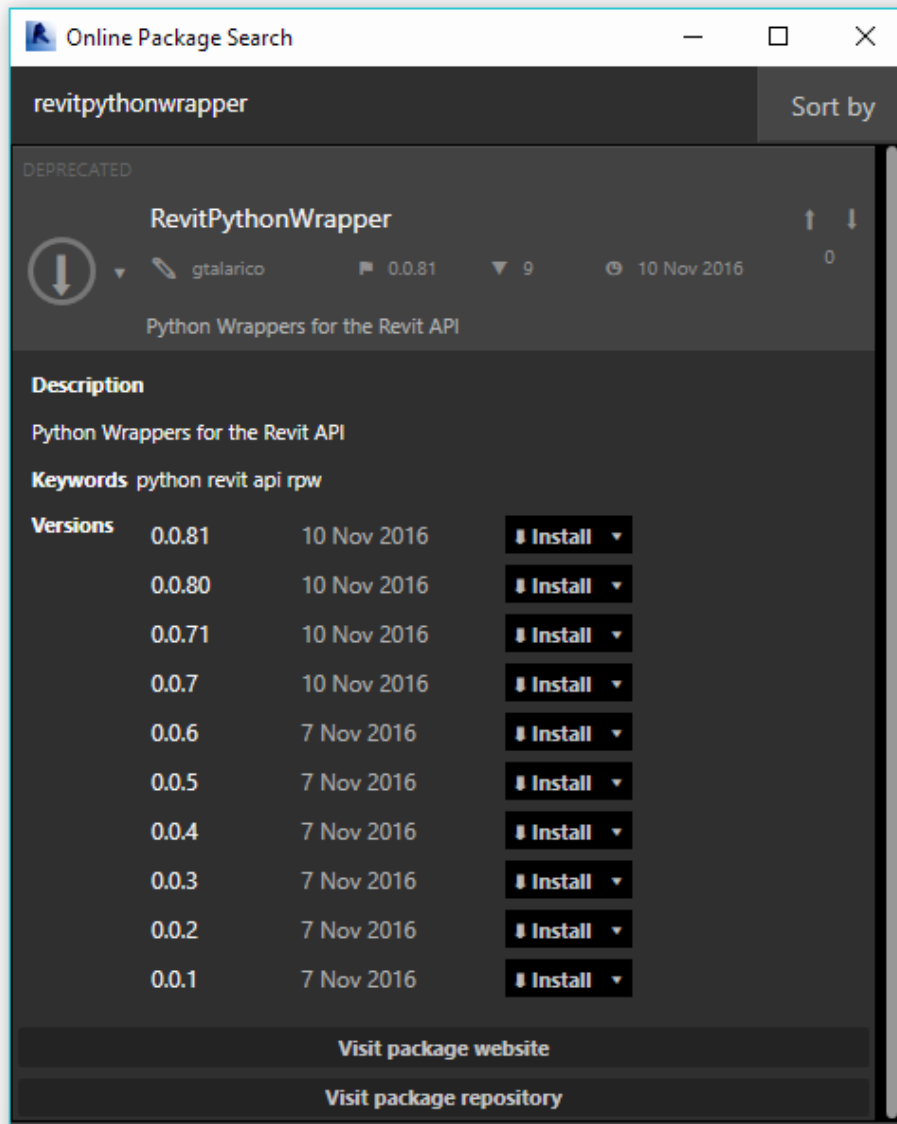 Online Package Search
revitpythonwrapper
Sort by
DEPRECATED
RevitPythonWrapper
gtalarico 0.0.81 9 10 Nov 2016 0
Python Wrappers for the Revit API
Description
Python Wrappers for the Revit API
Keywords python revit api rpw
Versions 0.0.81 10 Nov 2016 Install
0.0.80 10 Nov 2016 Install
0.0.71 10 Nov 2016 Install
0.0.7 10 Nov 2016 Install
0.0.6 7 Nov 2016 Install
0.0.5 7 Nov 2016 Install
0.0.4 7 Nov 2016 Install
0.0.3 7 Nov 2016 Install
0.0.2 7 Nov 2016 Install
0.0.1 7 Nov 2016 Install
Visit package website
Visit package repository